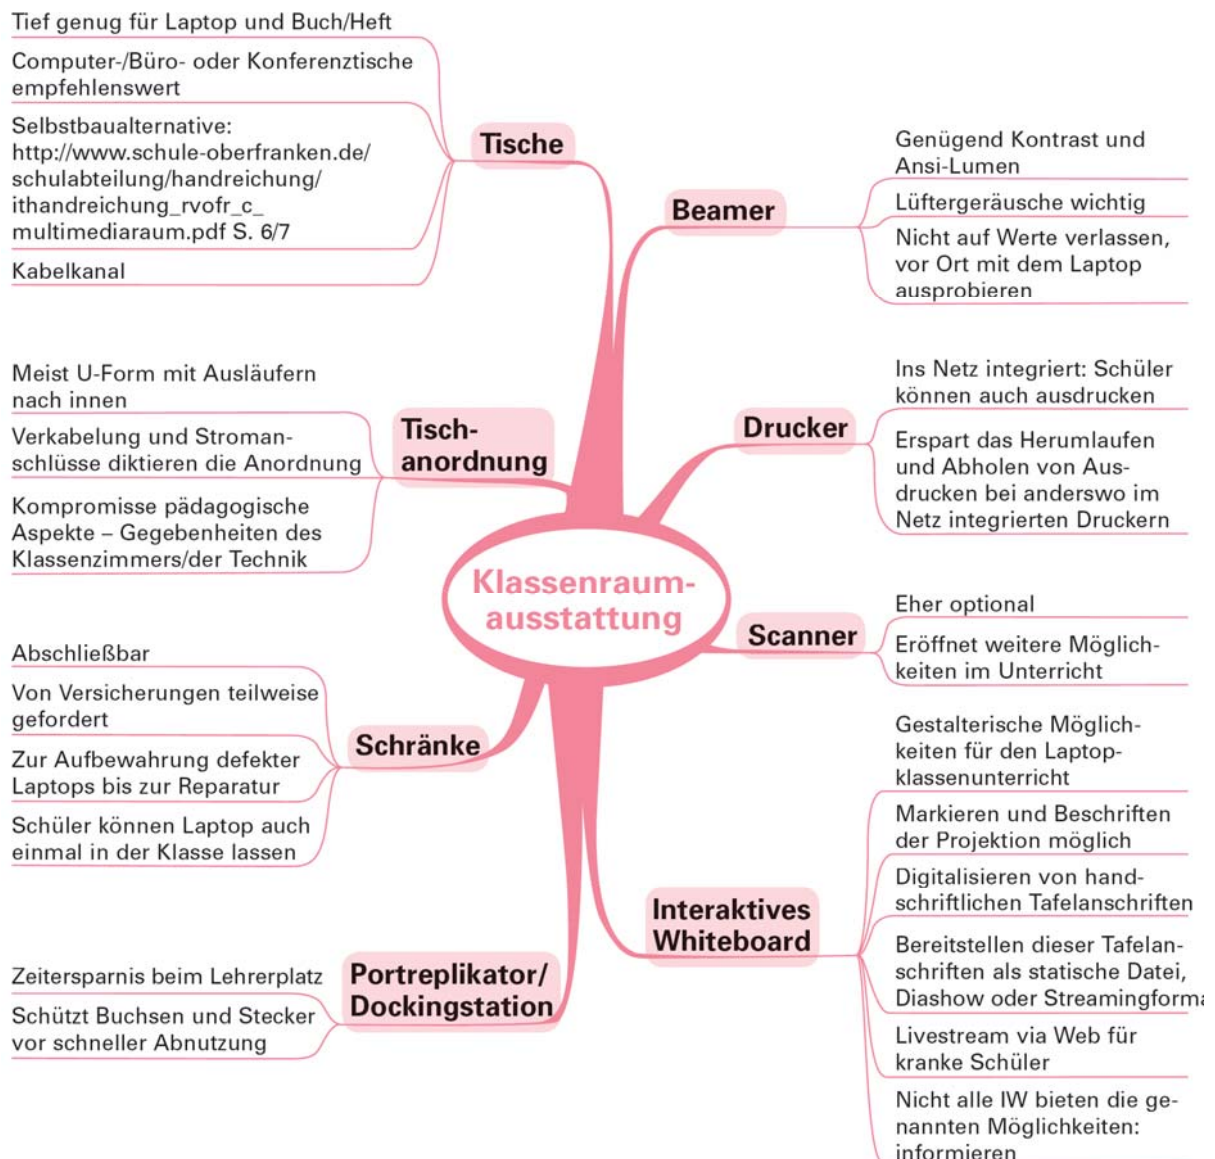 Tief genug für Laptop und Buch/Heft
Computer-/Büro- oder Konferenztische
empfehlenswert
Selbstbaualternative:
http://www.schule-oberfranken.de/
schulabteilung/handreichung/
ithandreichung_rvofr_c_
multimediaraum.pdf S. 6/7
Kabelkanal
Tische
Meist U-Form mit Ausläufern
nach innen
Verkabelung und Stroman-
schlüsse diktieren die Anordnung
Kompromisse pädagogische
Aspekte – Gegebenheiten des
Klassenzimmers/der Technik
Tisch-
anordnung
Abschließbar
Von Versicherungen teilweise
gefordert
Zur Aufbewahrung defekter
Laptops bis zur Reparatur
Schüler können Laptop auch
einmal in der Klasse lassen
Schränke
Zeitersparnis beim Lehrerplatz
Schützt Buchsen und Stecker
vor schneller Abnutzung
Portreplikator/
Dockingstation
Klassenraum-
ausstattung
Beamer
Genügend Kontrast und
Ansi-Lumen
Lüftergeräusche wichtig
Nicht auf Werte verlassen,
vor Ort mit dem Laptop
ausprobieren
Drucker
Ins Netz integriert: Schüler
können auch ausdrucken
Erspart das Herumlaufen
und Abholen von Aus-
drucken bei anderswo im
Netz integrierten Druckern
Scanner
Eher optional
Eröffnet weitere Möglich-
keiten im Unterricht
Interaktives
Whiteboard
Gestalterische Möglich-
keiten für den Laptop-
klassenunterricht
Markieren und Beschriften
der Projektion möglich
Digitalisieren von hand-
schriftlichen Tafelanschriften
Bereitstellen dieser Tafelan-
schriften als statische Datei,
Diashow oder Streamingforma
Livestream via Web für
kranke Schüler
Nicht alle IW bieten die ge-
nannten Möglichkeiten:
informieren